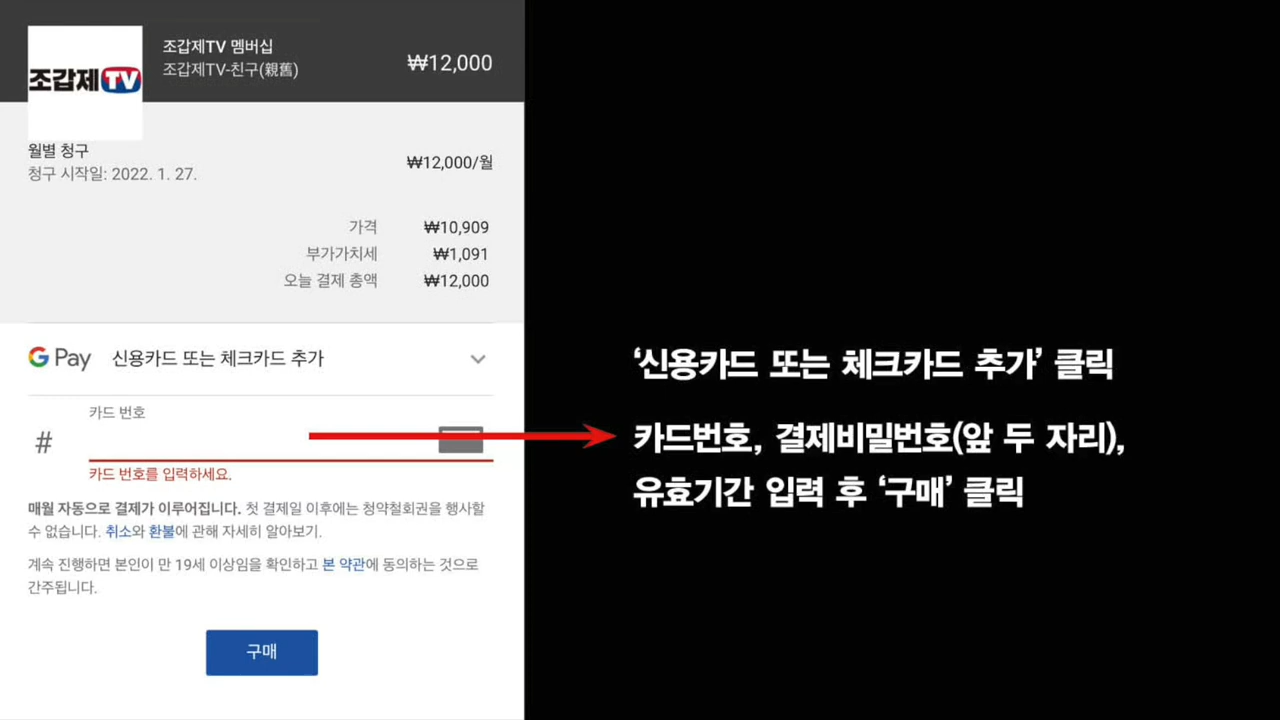 조갑제TV
조갑제TV 멤버십
조갑제TV-친구(親舊)
₩12,000
월별 청구
청구 시작일: 2022. 1. 27.
₩12,000/월
가격 ₩10,909
부가가치세 ₩1,091
오늘 결제 총액 ₩12,000
G Pay 신용카드 또는 체크카드 추가
카드 번호
#
카드 번호를 입력하세요.
매월 자동으로 결제가 이루어집니다. 첫 결제일 이후에는 청약철회권을 행사할
수 없습니다. 취소와 환불에 관해 자세히 알아보기.
계속 진행하면 본인이 만 19세 이상임을 확인하고 본 약관에 동의하는 것으로
간주됩니다.
구매
‘신용카드 또는 체크카드 추가’ 클릭
카드번호, 결제비밀번호(앞 두 자리),
유효기간 입력 후 ‘구매’ 클릭